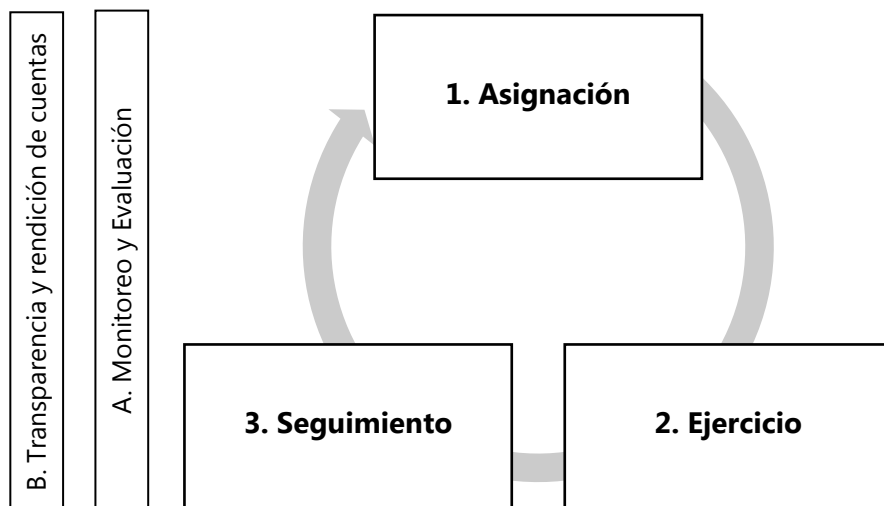 B. Transparencia y rendición de cuentas
A. Monitoreo y Evaluación
1. Asignación
3. Seguimiento
2. Ejercicio